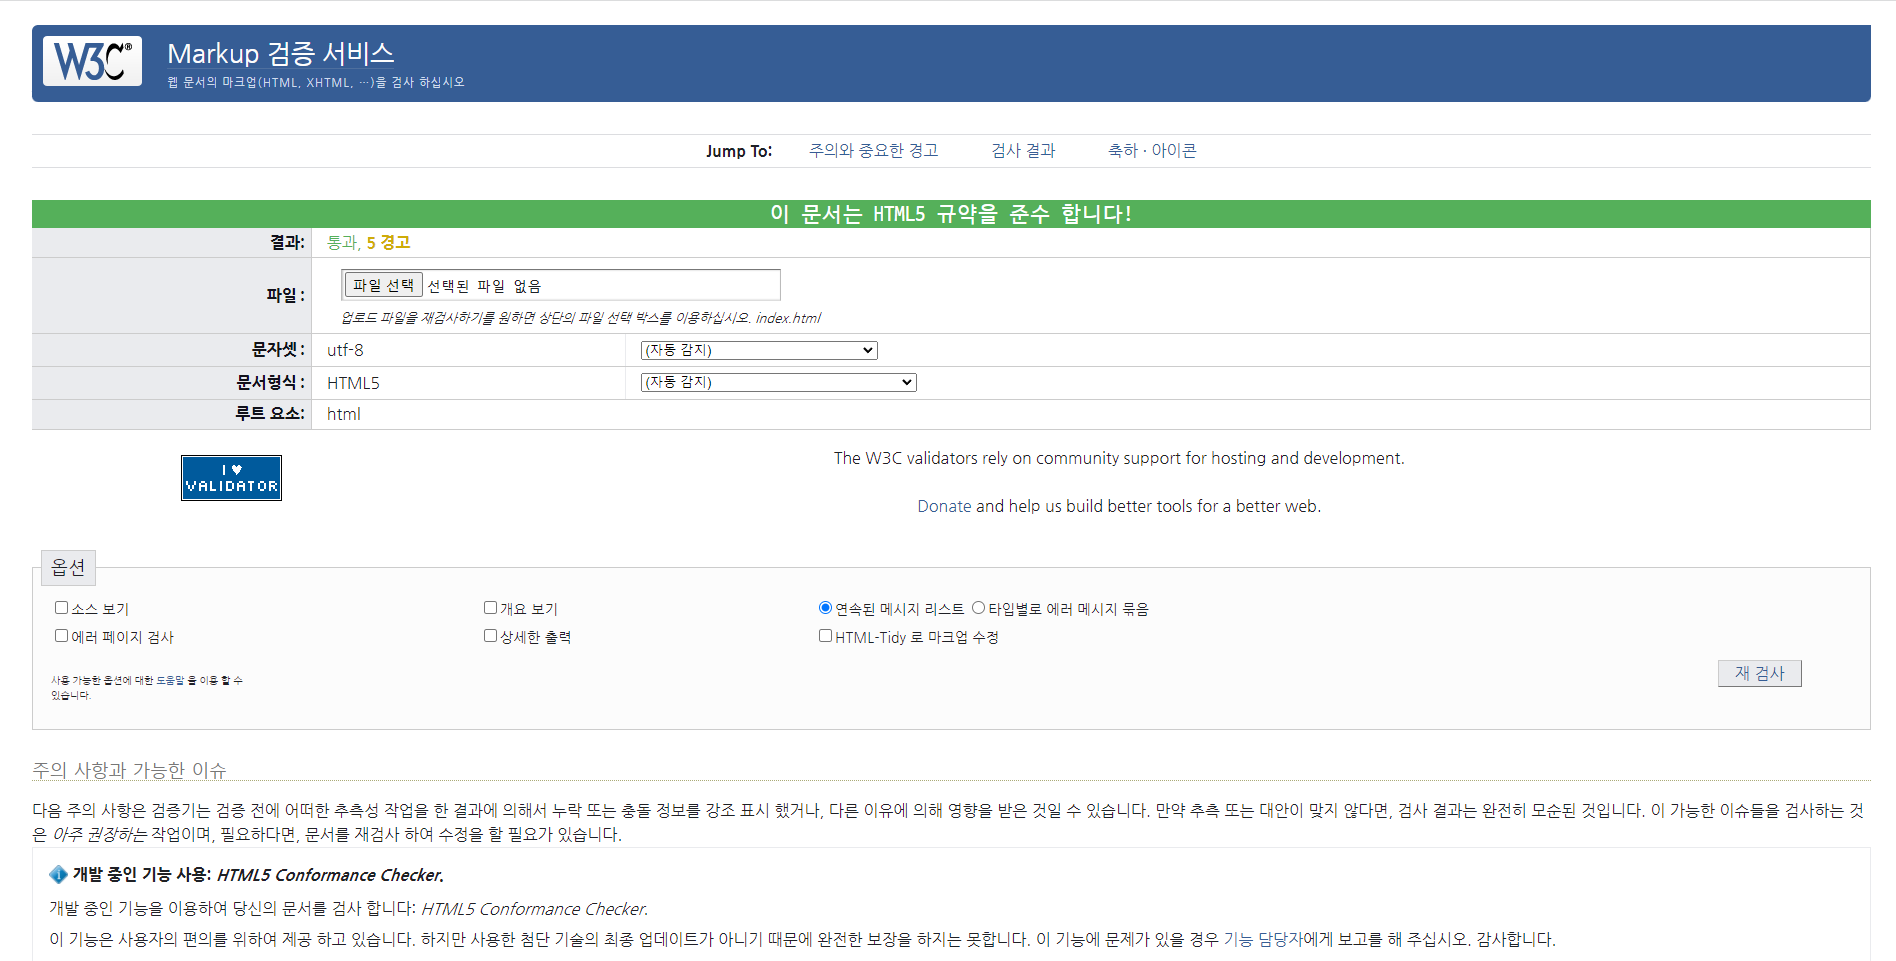 W3C® Markup 검증 서비스
웹 문서의 마크업(HTML, XHTML, …)을 검사 하십시오
Jump To: 주의와 중요한 경고 검사 결과 축하 · 아이콘
이 문서는 HTML5 규약을 준수 합니다!
결과: 통과, 5 경고
파일 : 파일 선택 선택된 파일 없음
업로드 파일을 재검사하기를 원하면 상단의 파일 선택 박스를 이용하십시오. index.html
문자셋 : utf-8 (자동 감지)
문서형식 : HTML5 (자동 감지)
루트 요소: html
I ♥ VALIDATOR
The W3C validators rely on community support for hosting and development.
Donate and help us build better tools for a better web.
옵션
소스 보기 개요 보기 연속된 메시지 리스트 타입별로 에러 메시지 묶음
에러 페이지 검사 상세한 출력 HTML-Tidy 로 마크업 수정
사용 가능한 옵션에 대한 도움말 을 이용 할 수
있습니다.
재 검사
주의 사항과 가능한 이슈
다음 주의 사항은 검증기는 검증 전에 어떠한 추측성 작업을 한 결과에 의해서 누락 또는 충돌 정보를 강조 표시 했거나, 다른 이유에 의해 영향을 받은 것일 수 있습니다. 만약 추측 또는 대안이 맞지 않다면, 검사 결과는 완전히 모순된 것입니다. 이 가능한 이슈들을 검사하는 것
은 아주 권장하는 작업이며, 필요하다면, 문서를 재검사 하여 수정을 할 필요가 있습니다.
개발 중인 기능 사용: HTML5 Conformance Checker.
개발 중인 기능을 이용하여 당신의 문서를 검사 합니다: HTML5 Conformance Checker.
이 기능은 사용자의 편의를 위하여 제공 하고 있습니다. 하지만 사용한 첨단 기술의 최종 업데이트가 아니기 때문에 완전한 보장을 하지는 못합니다. 이 기능에 문제가 있을 경우 기능 담당자에게 보고를 해 주십시오. 감사합니다.